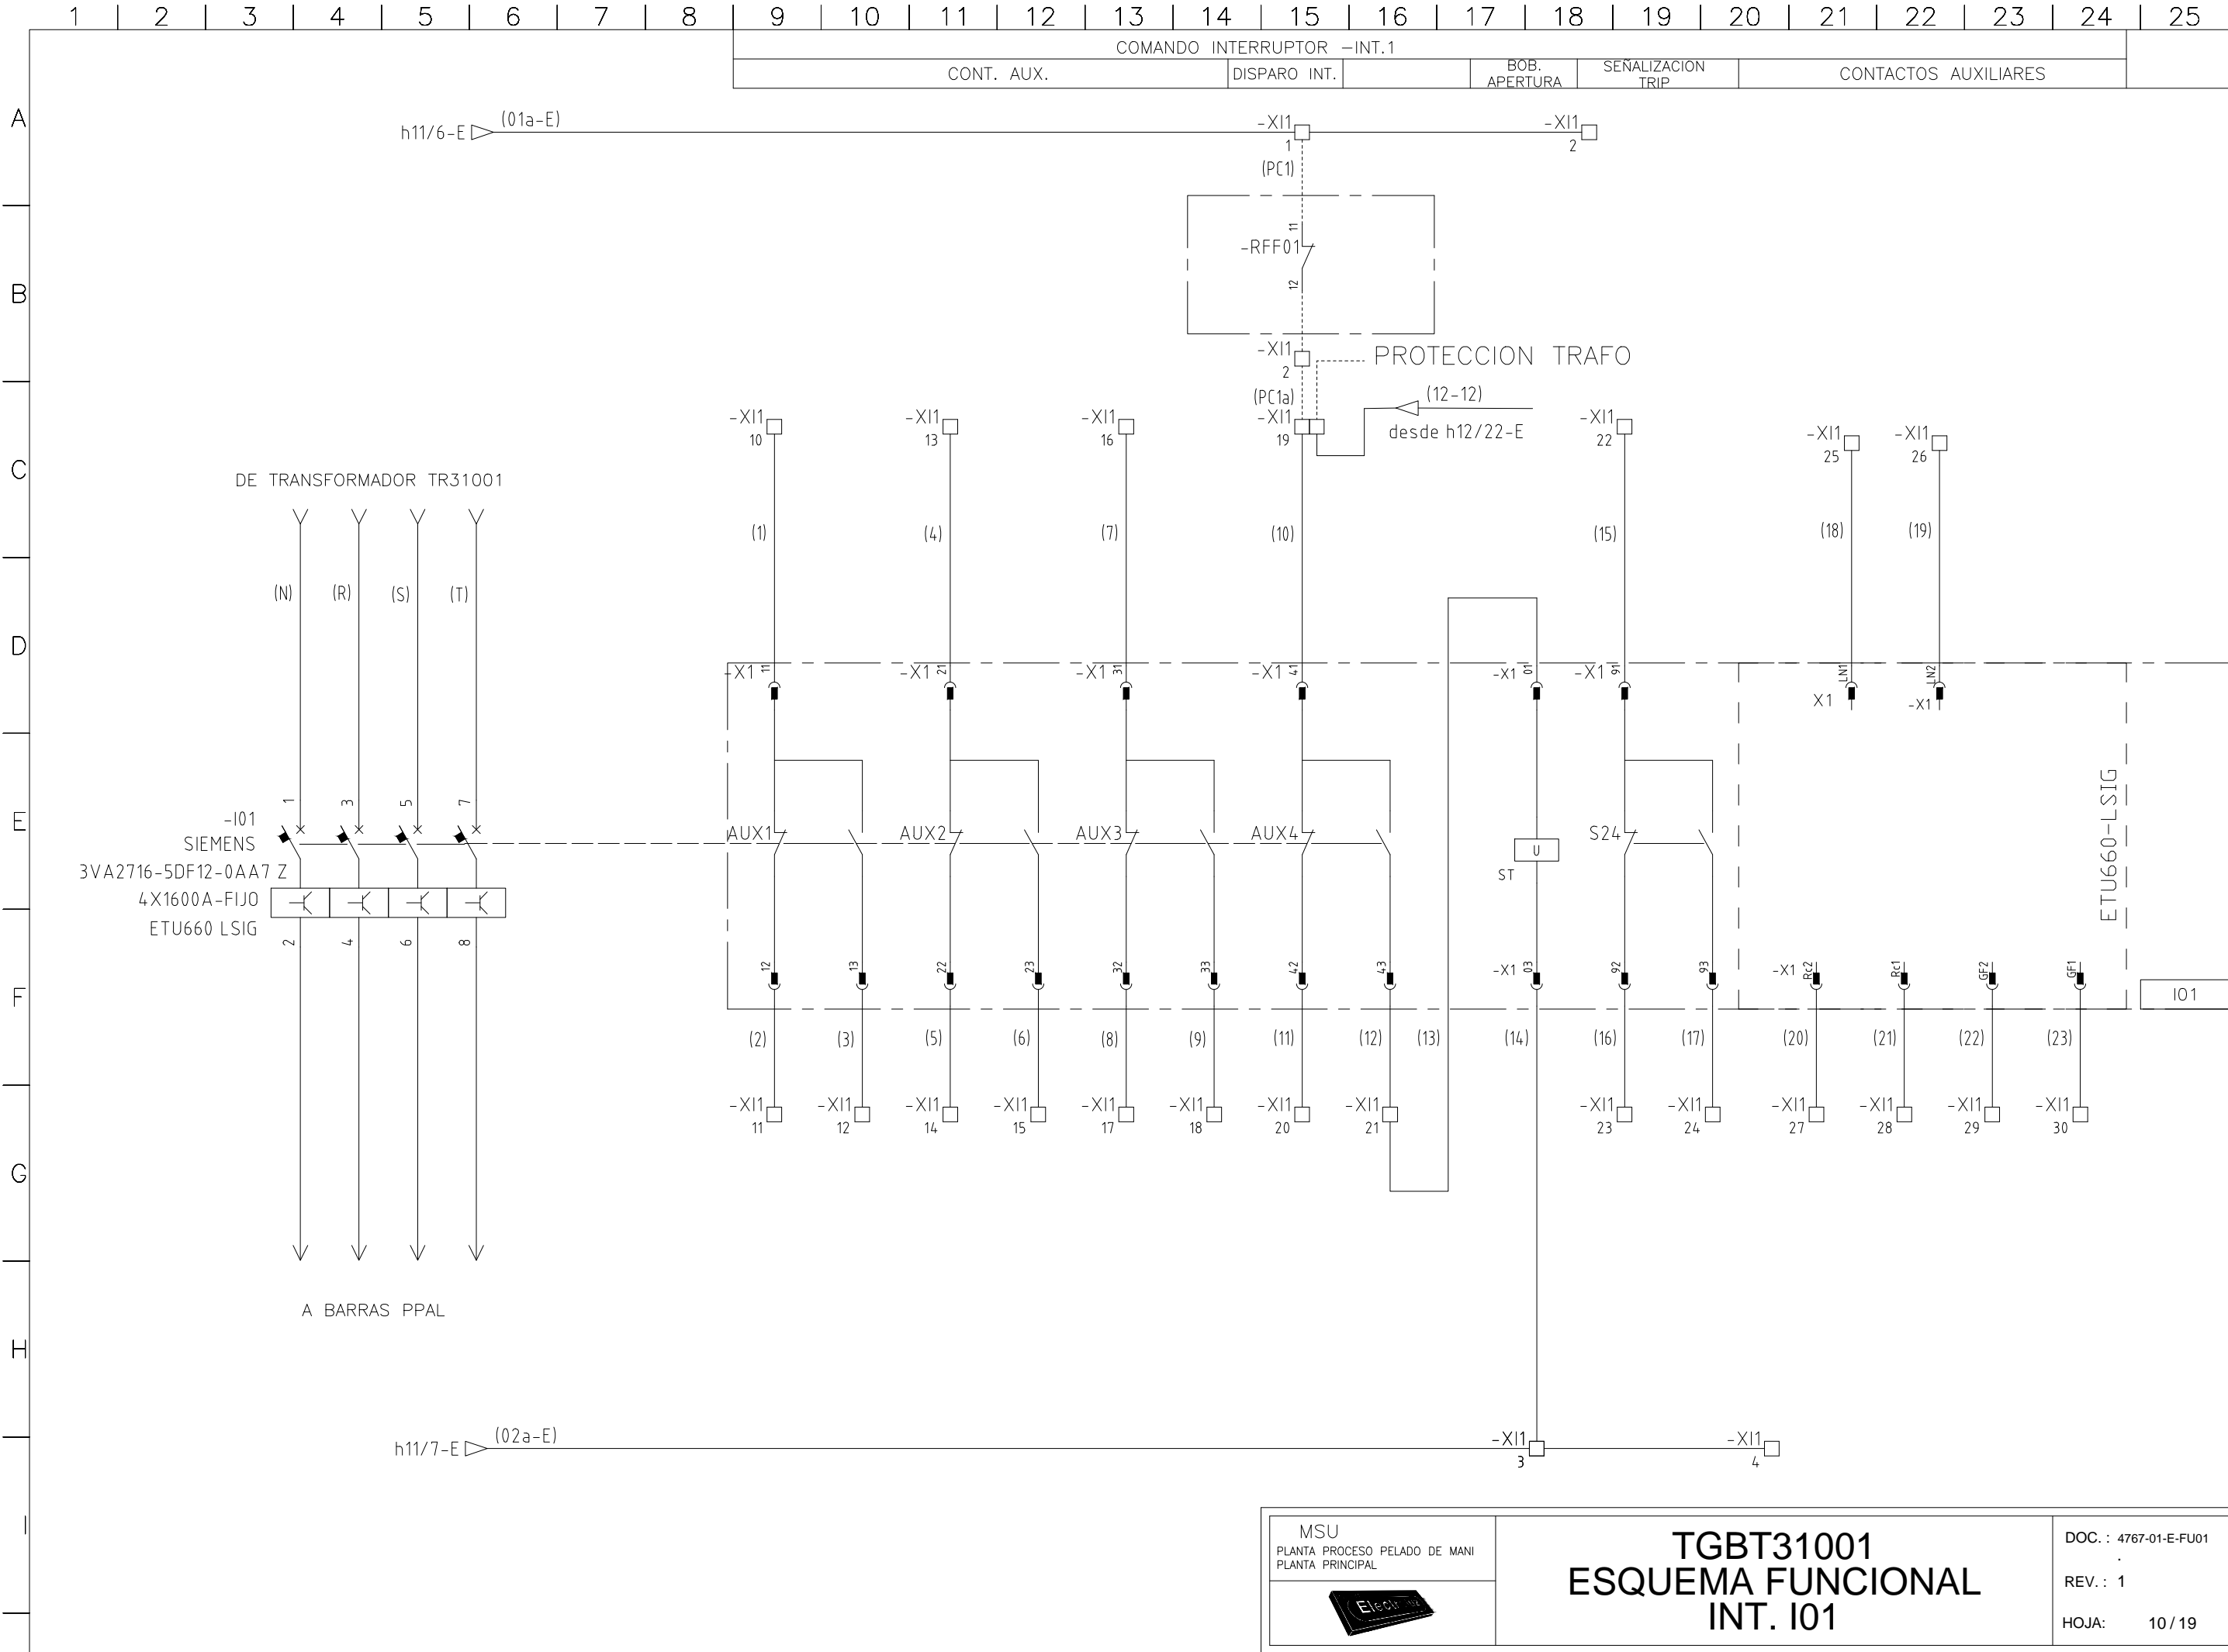 1 2 3 4 5 6 7 8 9 10 11 12 13 14 15 16 17 18 19 20 21 22 23 24 25
COMANDO INTERRUPTOR -INT.1
CONT. AUX.
DISPARO INT.
BOB.
APERTURA
SEÑALIZACION
TRIP
CONTACTOS AUXILIARES
A
h11/6-E
(01a-E)
-XI1
1
-XI1
2
(PC1)
11
-RFF01
B
12
-XI1
2
PROTECCION TRAFO
(PC1a)
(12-12)
desde h12/22-E
-XI1
10
-XI1
13
-XI1
16
-XI1
19
-XI1
22
-XI1
25
-XI1
26
C
DE TRANSFORMADOR TR31001
(1) (4) (7) (10) (15) (18) (19)
(N) (R) (S) (T)
D
-X1 11
-X1 21
-X1 31
-X1 41
-X1 01
-X1 91
X1 LN1
-X1 LN2
1 3 5 7
E
-I01
SIEMENS
3VA2716-5DF12-0AA7 Z
4X1600A-FIJO
ETU660 LSIG
2 4 6 8
AUX1
AUX2
AUX3
AUX4
U
ST
S24
ETU660-LSIG
F
12 13 22 23 32 33 42 43
-X1 03
92 93
-X1 Rc2
Rc1
GF2
GF1
I01
(2) (3) (5) (6) (8) (9) (11) (12) (13) (14) (16) (17) (20) (21) (22) (23)
-XI1
11
-XI1
12
-XI1
14
-XI1
15
-XI1
17
-XI1
18
-XI1
20
-XI1
21
-XI1
23
-XI1
24
-XI1
27
-XI1
28
-XI1
29
-XI1
30
G
A BARRAS PPAL
H
h11/7-E
(02a-E)
-XI1
3
-XI1
4
I
MSU
PLANTA PROCESO PELADO DE MANI
PLANTA PRINCIPAL
TGBT31001
ESQUEMA FUNCIONAL
INT. I01
DOC. : 4767-01-E-FU01
.
REV. : 1
HOJA: 10 / 19